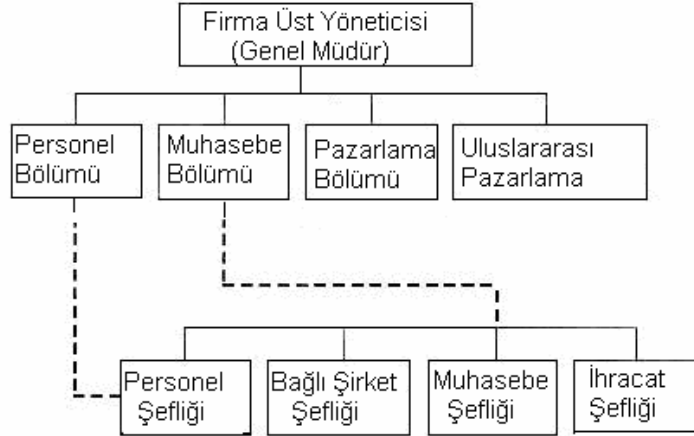 Firma Üst Yöneticisi
(Genel Müdür)
Personel
Bölümü
Muhasebe
Bölümü
Pazarlama
Bölümü
Uluslararası
Pazarlama
Personel
Şefliği
Bağlı Şirket
Şefliği
Muhasebe
Şefliği
İhracat
Şefliği